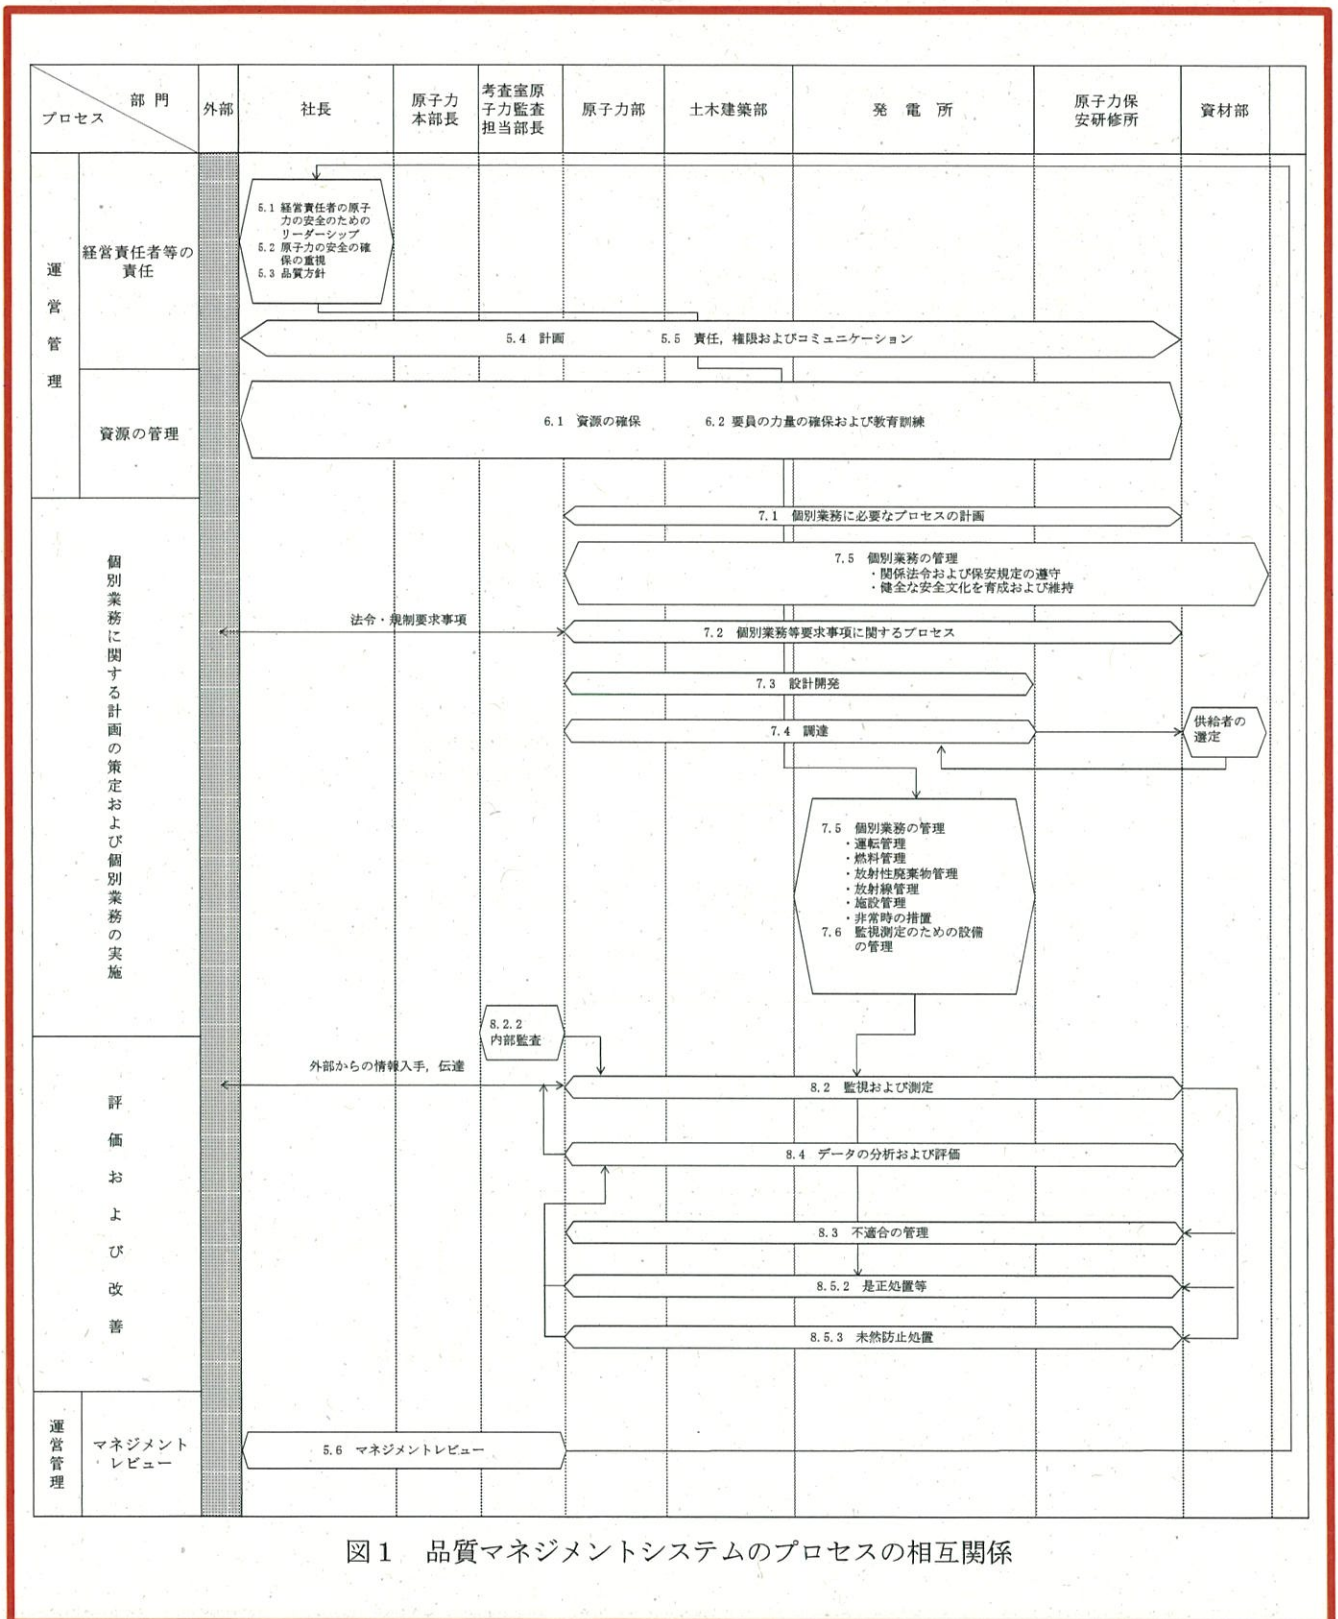 部 門
プロセス
外部
社長
原子力
本部長
考査室原
子力監査
担当部長
原子力部
土木建築部
発 電 所
原子力保
安研修所
資材部
運営管理
経営責任者等の
責任
5.1 経営責任者の原子
力の安全のための
リーダーシップ
5.2 原子力の安全の確
保の重視
5.3 品質方針
5.4 計画
5.5 責任,権限およびコミュニケーション
資源の管理
6.1 資源の確保
6.2 要員の力量の確保および教育訓練
個別業務に関する計画の策定および個別業務の実施
7.1 個別業務に必要なプロセスの計画
7.5 個別業務の管理
・関係法令および保安規定の遵守
・健全な安全文化を育成および維持
法令・規制要求事項
7.2 個別業務等要求事項に関するプロセス
7.3 設計開発
7.4 調達
供給者の
選定
7.5 個別業務の管理
・運転管理
・燃料管理
・放射性廃棄物管理
・放射線管理
・施設管理
・非常時の措置
7.6 監視測定のための設備
の管理
8.2.2
内部監査
評価および改善
外部からの情報入手,伝達
8.2 監視および測定
8.4 データの分析および評価
8.3 不適合の管理
8.5.2 是正処置等
8.5.3 未然防止処置
運営管理
マネジメント
レビュー
5.6 マネジメントレビュー
図1 品質マネジメントシステムのプロセスの相互関係